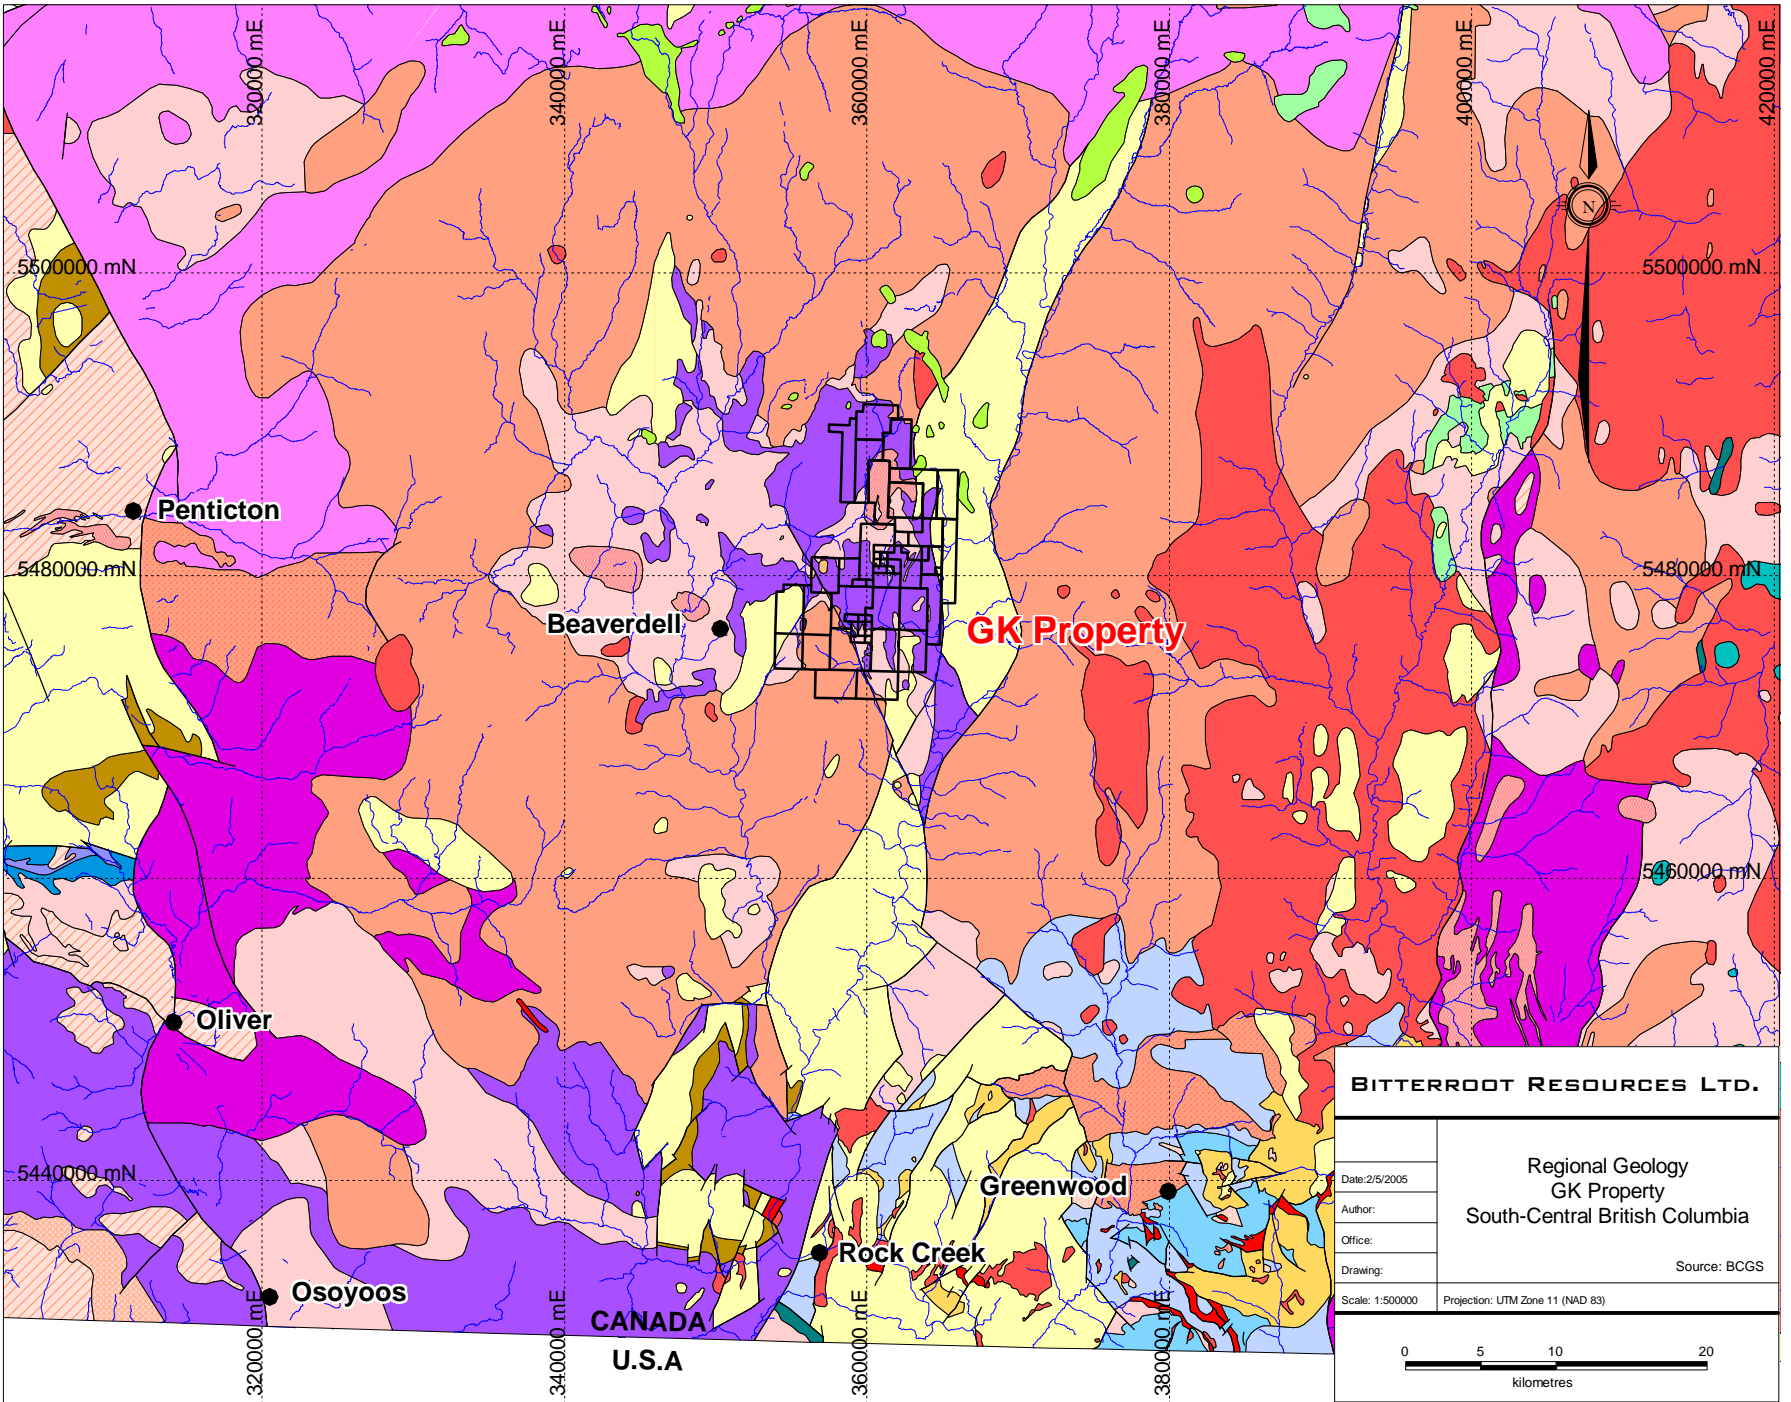 320000 mE
340000 mE
360000 mE
380000 mE
400000 mE
420000 mE
N
5500000 mN
5500000 mN
Penticton
5480000 mN
5480000 mN
Beaverdell
GK Property
5460000 mN
Oliver
BITTERROOT RESOURCES LTD.
Regional Geology
GK Property
South-Central British Columbia
Source: BCGS
Date:2/5/2005
Author:
Office:
Drawing:
Scale: 1:500000
Projection: UTM Zone 11 (NAD 83)
5440000 mN
Greenwood
Rock Creek
Osoyoos
CANADA
U.S.A
320000 mE
340000 mE
360000 mE
380000 mE
0 5 10 20
kilometres